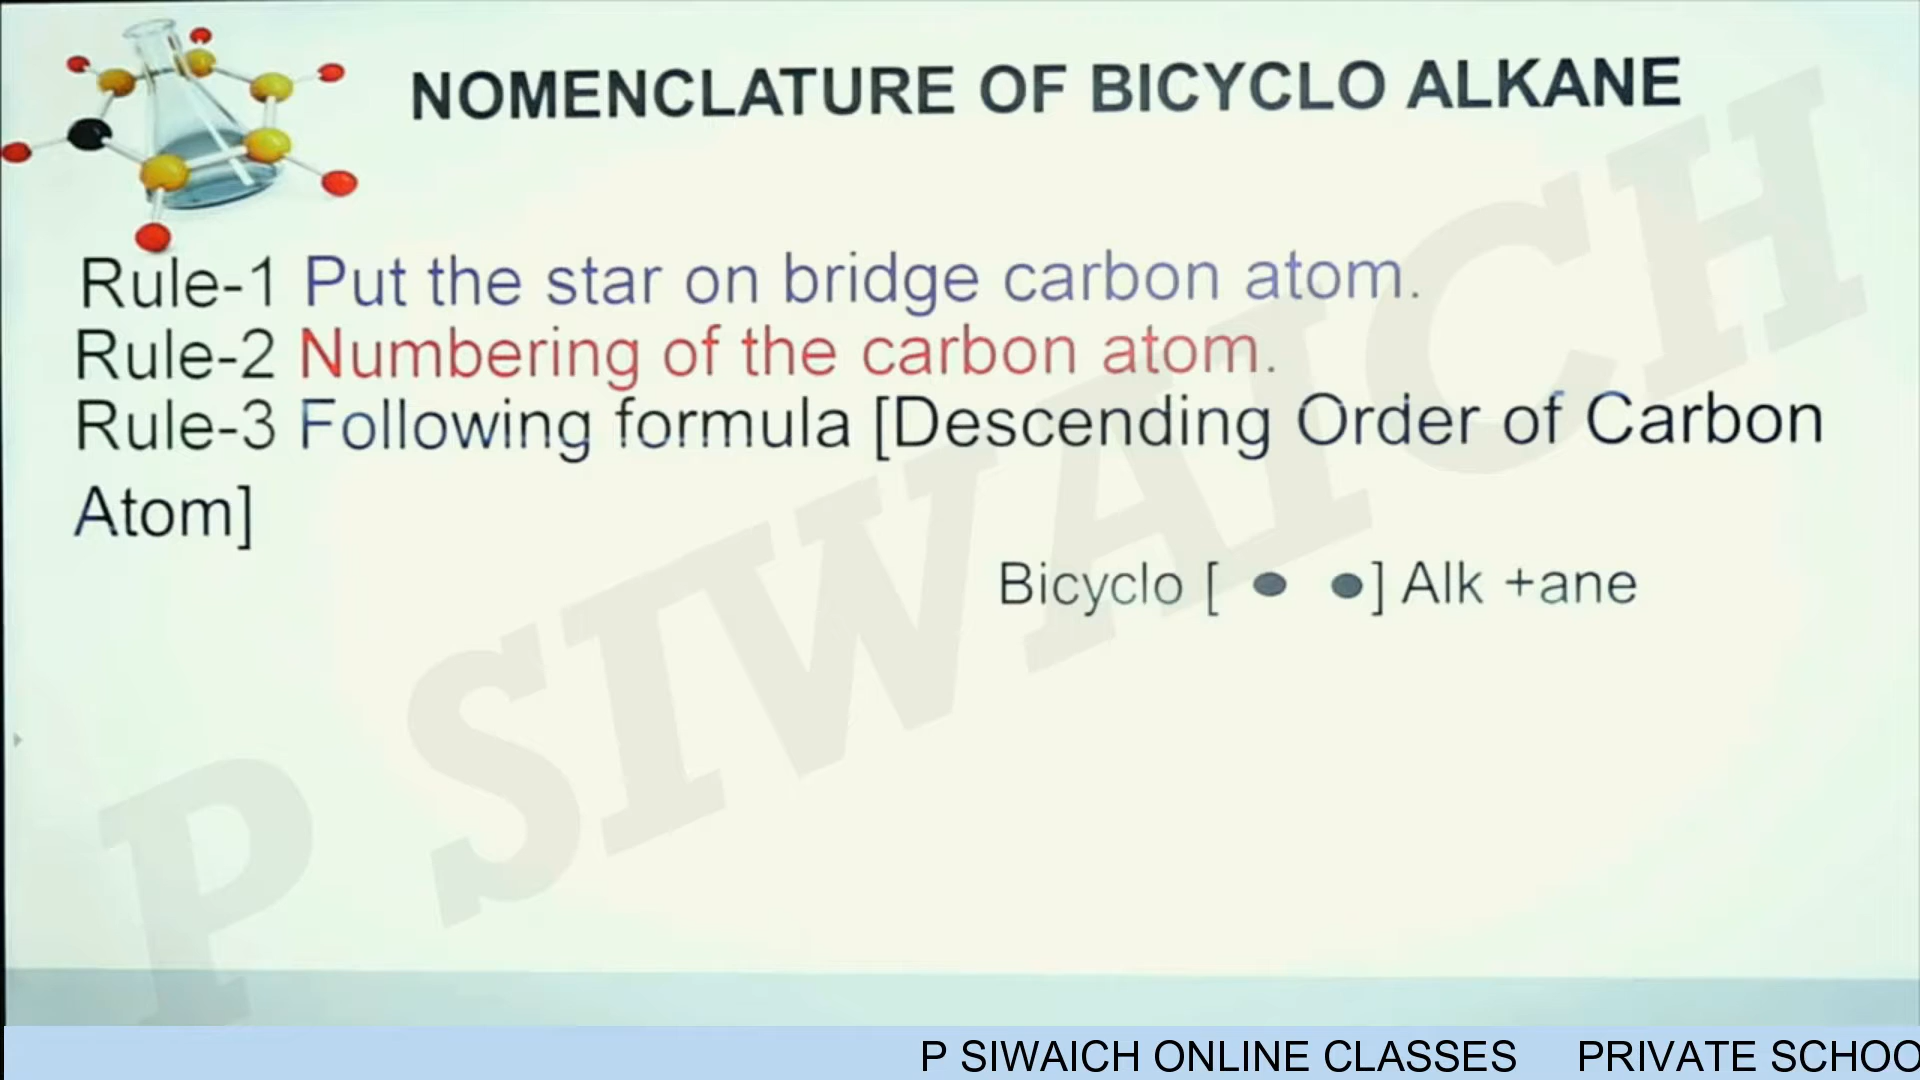 NOMENCLATURE OF BICYCLO ALKANE
Rule-1 Put the star on bridge carbon atom.
Rule-2 Numbering of the carbon atom.
Rule-3 Following formula [Descending Order of Carbon
Atom]
Bicyclo [ ● ●] Alk +ane
P SIWAICH
P SIWAICH ONLINE CLASSES PRIVATE SCHOO